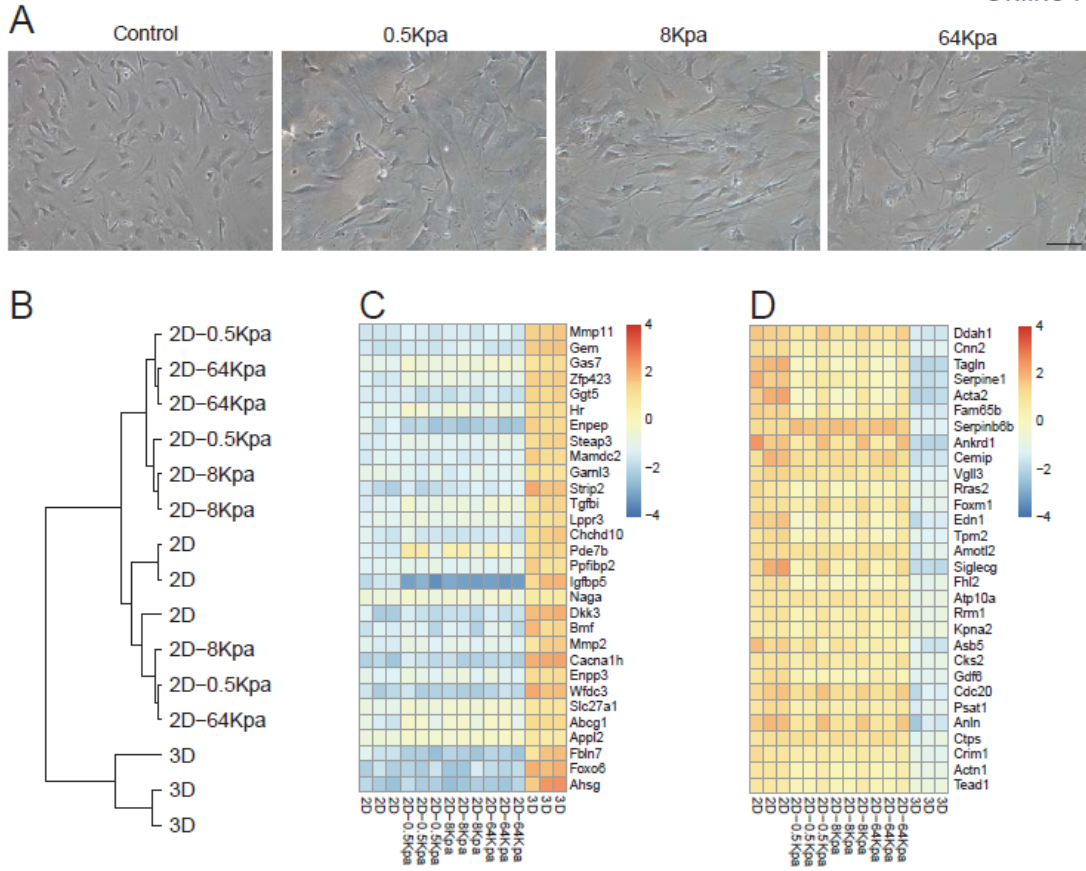 A
Control
0.5Kpa
8Kpa
64Kpa
B
2D-0.5Kpa
2D-64Kpa
2D-64Kpa
2D-0.5Kpa
2D-8Kpa
2D-8Kpa
2D
2D
2D
2D-8Kpa
2D-0.5Kpa
2D-64Kpa
3D
3D
3D
C
Mmp11
Gem
Gas7
Zfp423
Ggt5
Hr
Enpep
Steap3
Mamdc2
Garnl3
Strip2
Tgfbi
Lppr3
Chchd10
Pde7b
Ppfibp2
Igfbp5
Naga
Dkk3
Bmf
Mmp2
Cacna1h
Enpp3
Wfdc3
Slc27a1
Abcg1
Appl2
Fbln7
Foxo6
Ahsg
4
2
0
−2
−4
2D
2D
2D
2D-0.5Kpa
2D-0.5Kpa
2D-0.5Kpa
2D-8Kpa
2D-8Kpa
2D-8Kpa
2D-64Kpa
2D-64Kpa
2D-64Kpa
3D
3D
3D
D
Ddah1
Cnn2
Tagln
Serpine1
Acta2
Fam65b
Serpinb6b
Ankrd1
Cemip
Vgll3
Rras2
Foxm1
Edn1
Tpm2
Amotl2
Siglecg
Fhl2
Atp10a
Rrm1
Kpna2
Asb5
Cks2
Gdf6
Cdc20
Psat1
Anln
Ctps
Crim1
Actn1
Tead1
4
2
0
−2
−4
2D
2D
2D
2D-0.5Kpa
2D-0.5Kpa
2D-0.5Kpa
2D-8Kpa
2D-8Kpa
2D-8Kpa
2D-64Kpa
2D-64Kpa
2D-64Kpa
3D
3D
3D